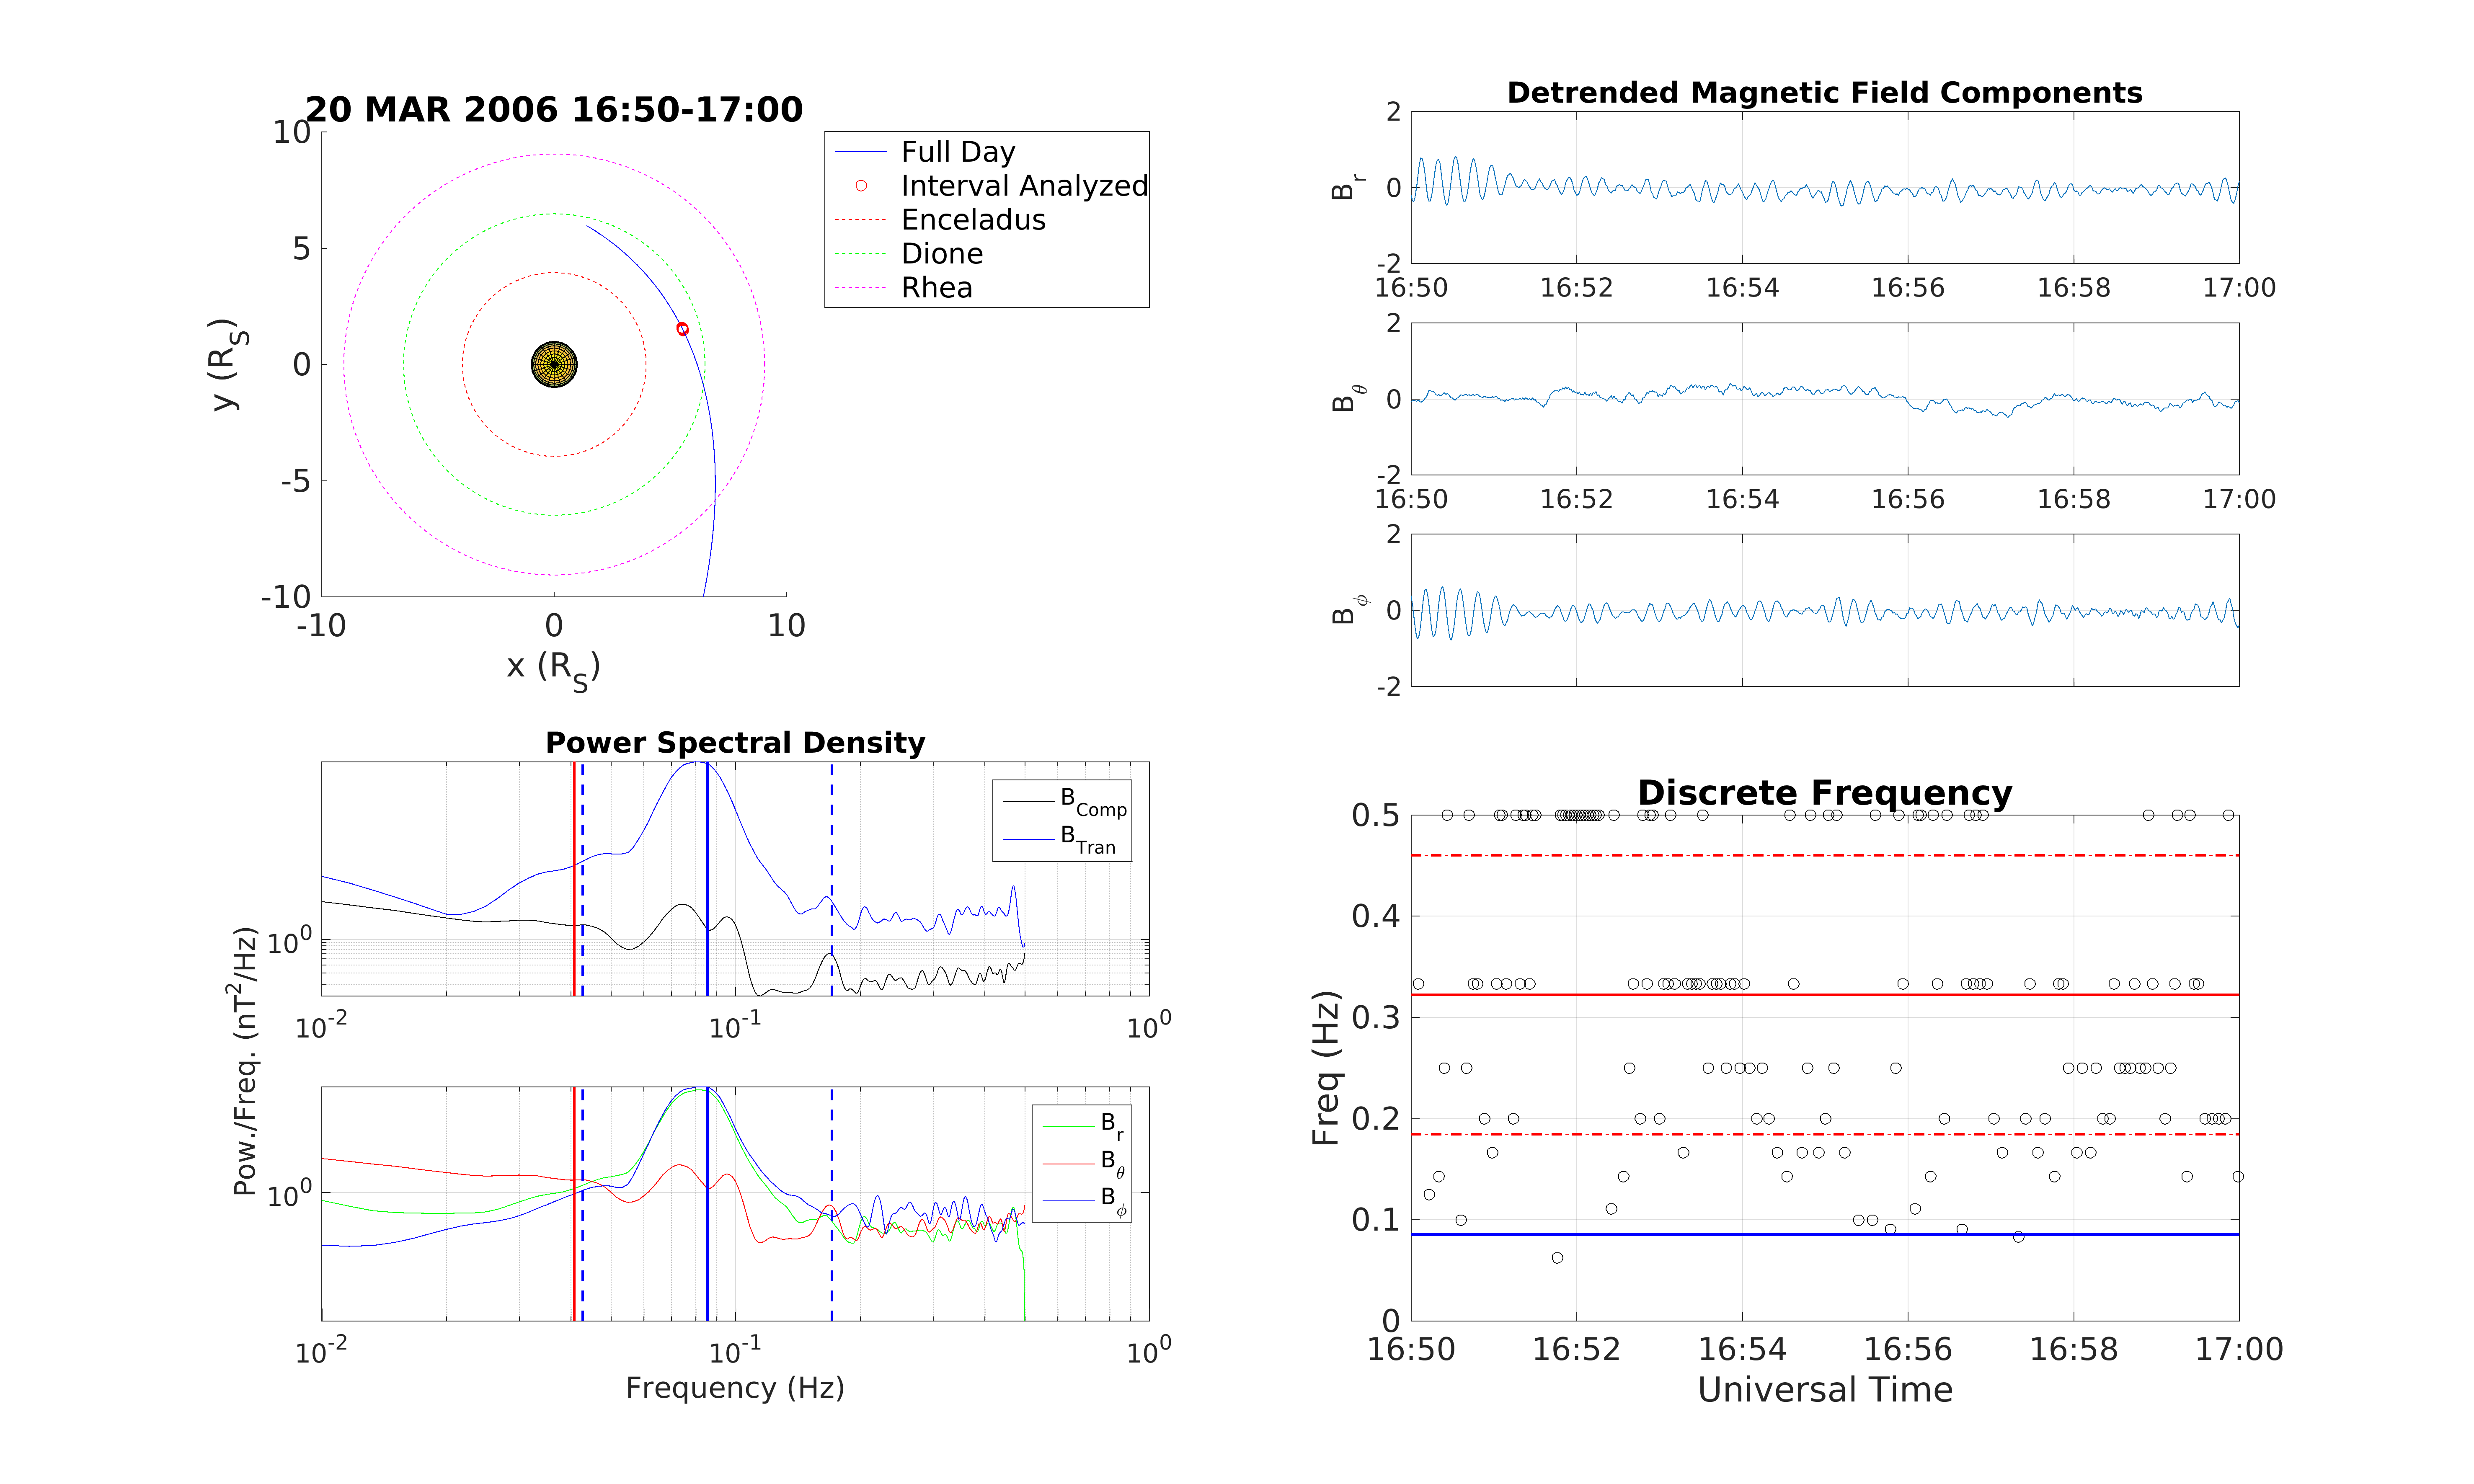 20 MAR 2006 16:50-17:00
10
5
0
-5
-10
-10
0
10
y (R_S)
x (R_S)
Full Day
Interval Analyzed
Enceladus
Dione
Rhea
Detrended Magnetic Field Components
2
0
-2
B_r
16:50 16:52 16:54 16:56 16:58 17:00
2
0
-2
B_θ
16:50 16:52 16:54 16:56 16:58 17:00
2
0
-2
B_ϕ
Power Spectral Density
10^0
B_Comp
B_Tran
10^-2 10^-1 10^0
Pow./Freq. (nT^2/Hz)
10^0
B_r
B_θ
B_ϕ
10^-2 10^-1 10^0
Frequency (Hz)
Discrete Frequency
0.5
0.4
0.3
0.2
0.1
0
Freq (Hz)
16:50 16:52 16:54 16:56 16:58 17:00
Universal Time